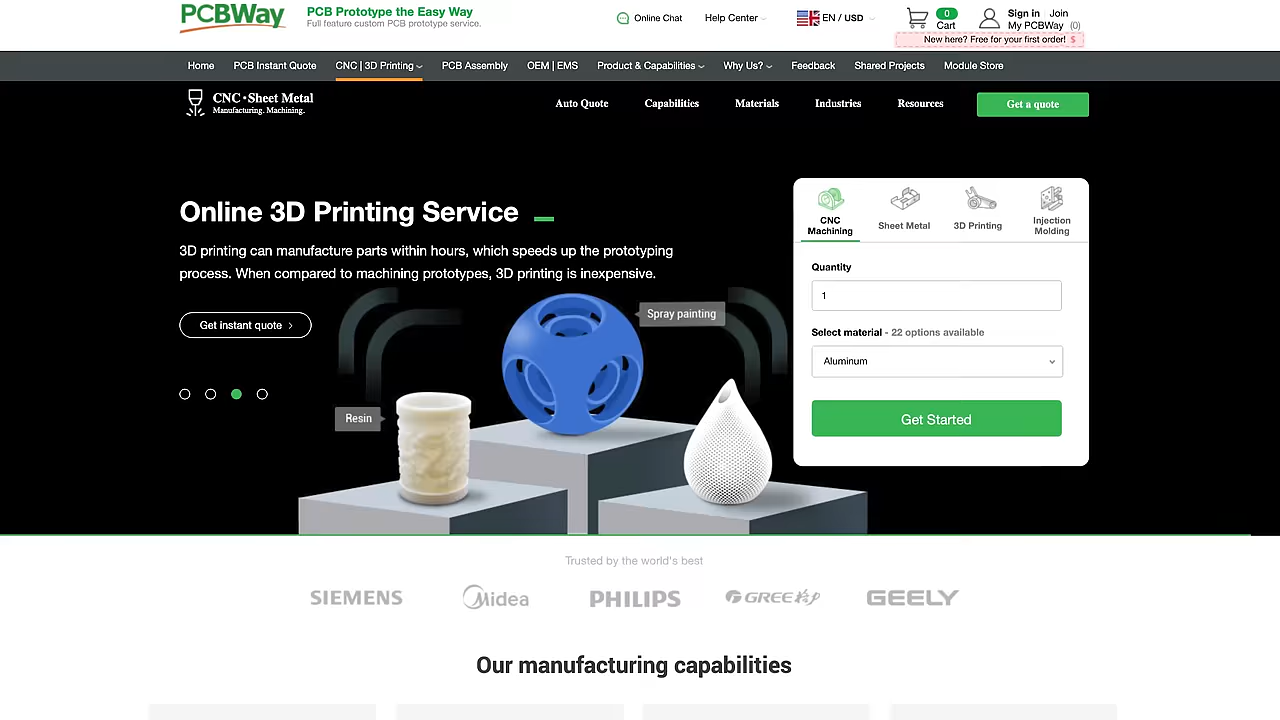 PCBWay
PCB Prototype the Easy Way
Full feature custom PCB prototype service.
Online Chat
Help Center
EN / USD
0
Cart
Sign in
Join
My PCBWay (0)
New here? Free for your first order! $
Home
PCB Instant Quote
CNC | 3D Printing
PCB Assembly
OEM | EMS
Product & Capabilities
Why Us?
Feedback
Shared Projects
Module Store
CNC•Sheet Metal
Manufacturing. Machining.
Auto Quote
Capabilities
Materials
Industries
Resources
Get a quote
Online 3D Printing Service
3D printing can manufacture parts within hours, which speeds up the prototyping
process. When compared to machining prototypes, 3D printing is inexpensive.
Get instant quote
Spray painting
Resin
CNC
Machining
Sheet Metal
3D Printing
Injection
Molding
Quantity
1
Select material - 22 options available
Aluminum
Get Started
Trusted by the world's best
SIEMENS
Midea
PHILIPS
GREE格力
GEELY
Our manufacturing capabilities